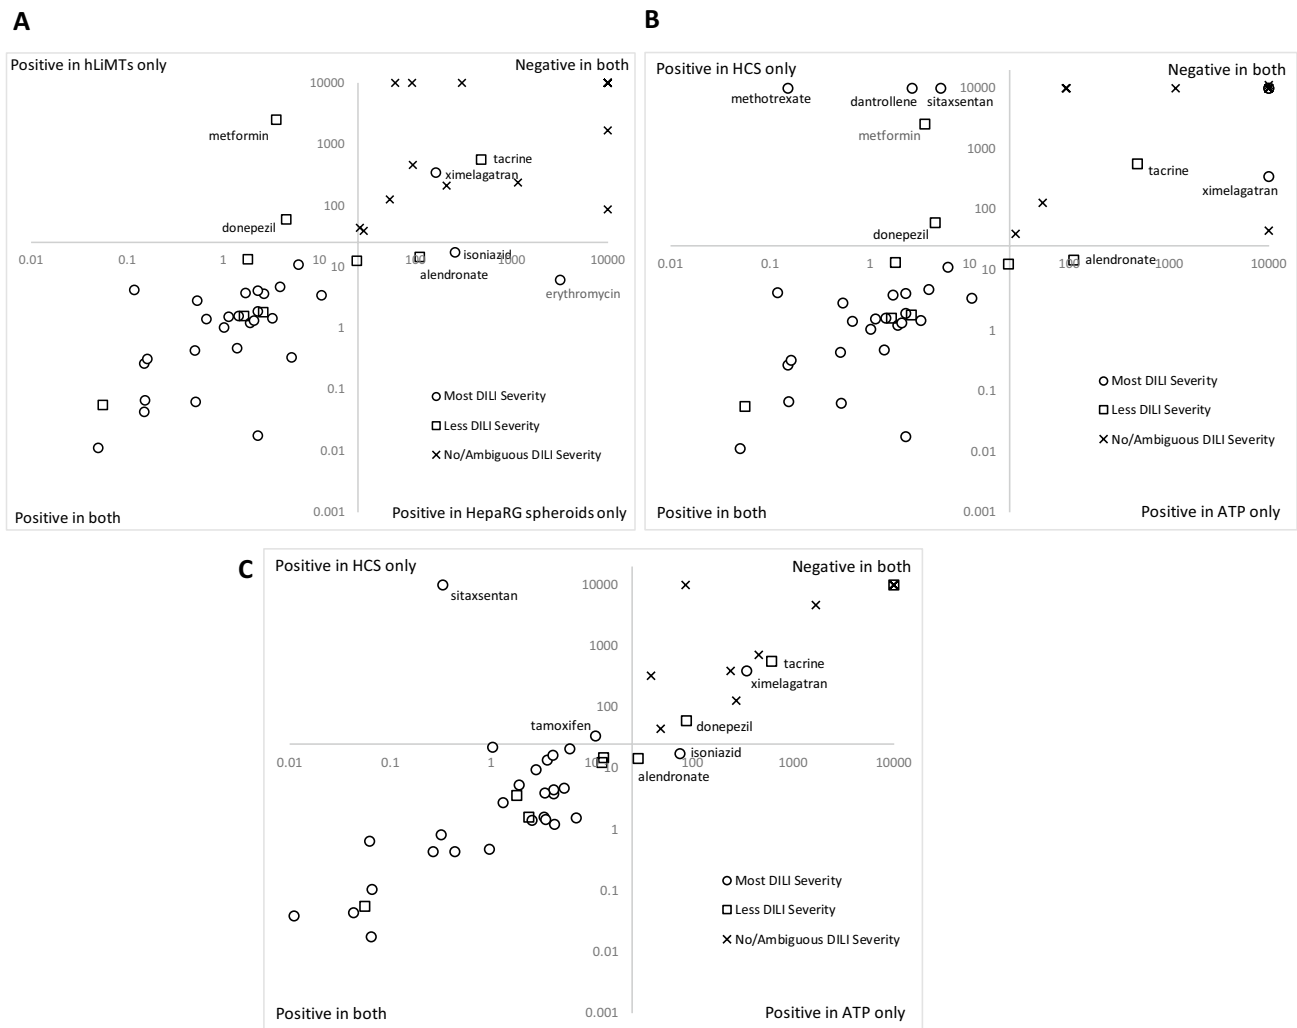 A
Positive in hLiMTs only
Negative in both
10000
metformin
1000
tacrine
ximelagatran
100
donepezil
isoniazid
0.01 0.1 1 10 100 1000 10000
10
alendronate
erythromycin
1
0.1
Most DILI Severity
Less DILI Severity
0.01
No/Ambiguous DILI Severity
0.001
Positive in both
Positive in HepaRG spheroids only
B
Positive in HCS only
Negative in both
10000
methotrexate
dantrollene
sitaxsentan
metformin
1000
tacrine
ximelagatran
100
donepezil
alendronate
0.01 0.1 1 10 100 1000 10000
10
1
0.1
Most DILI Severity
Less DILI Severity
No/Ambiguous DILI Severity
0.01
0.001
Positive in both
Positive in ATP only
C
Positive in HCS only
Negative in both
10000
sitaxsentan
1000
tacrine
ximelagatran
100
tamoxifen
donepezil
isoniazid
0.01 0.1 1 10 100 1000 10000
10
alendronate
1
0.1
Most DILI Severity
Less DILI Severity
No/Ambiguous DILI Severity
0.01
0.001
Positive in both
Positive in ATP only